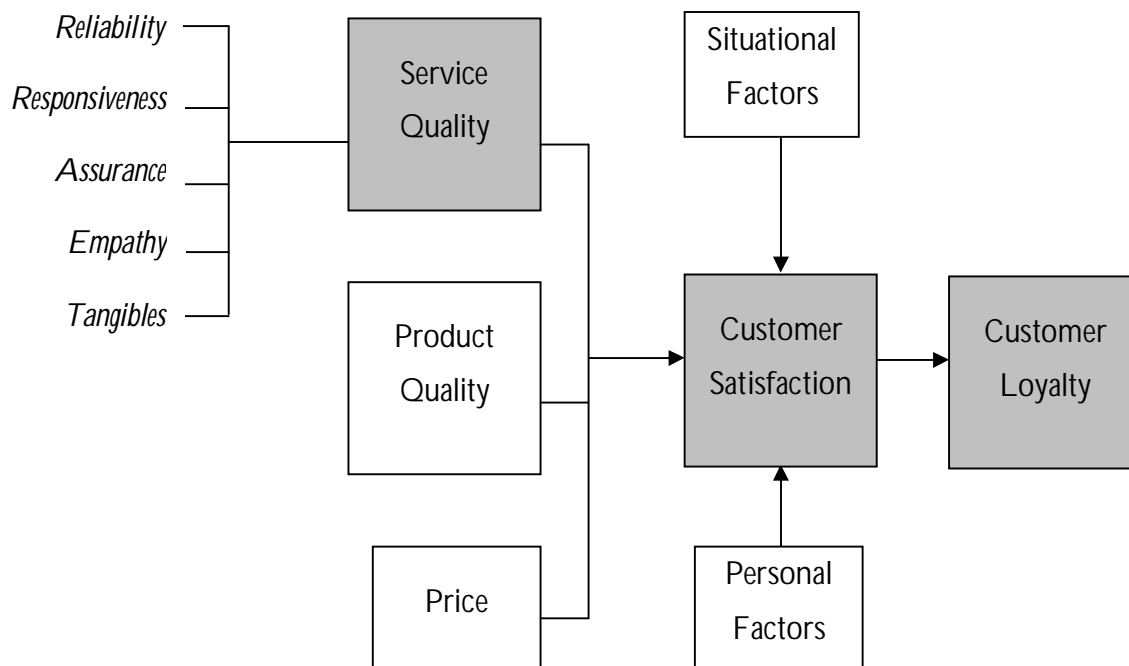 Reliability
Responsiveness
Assurance
Empathy
Tangibles
Service
Quality
Product
Quality
Price
Situational
Factors
Customer
Satisfaction
Personal
Factors
Customer
Loyalty